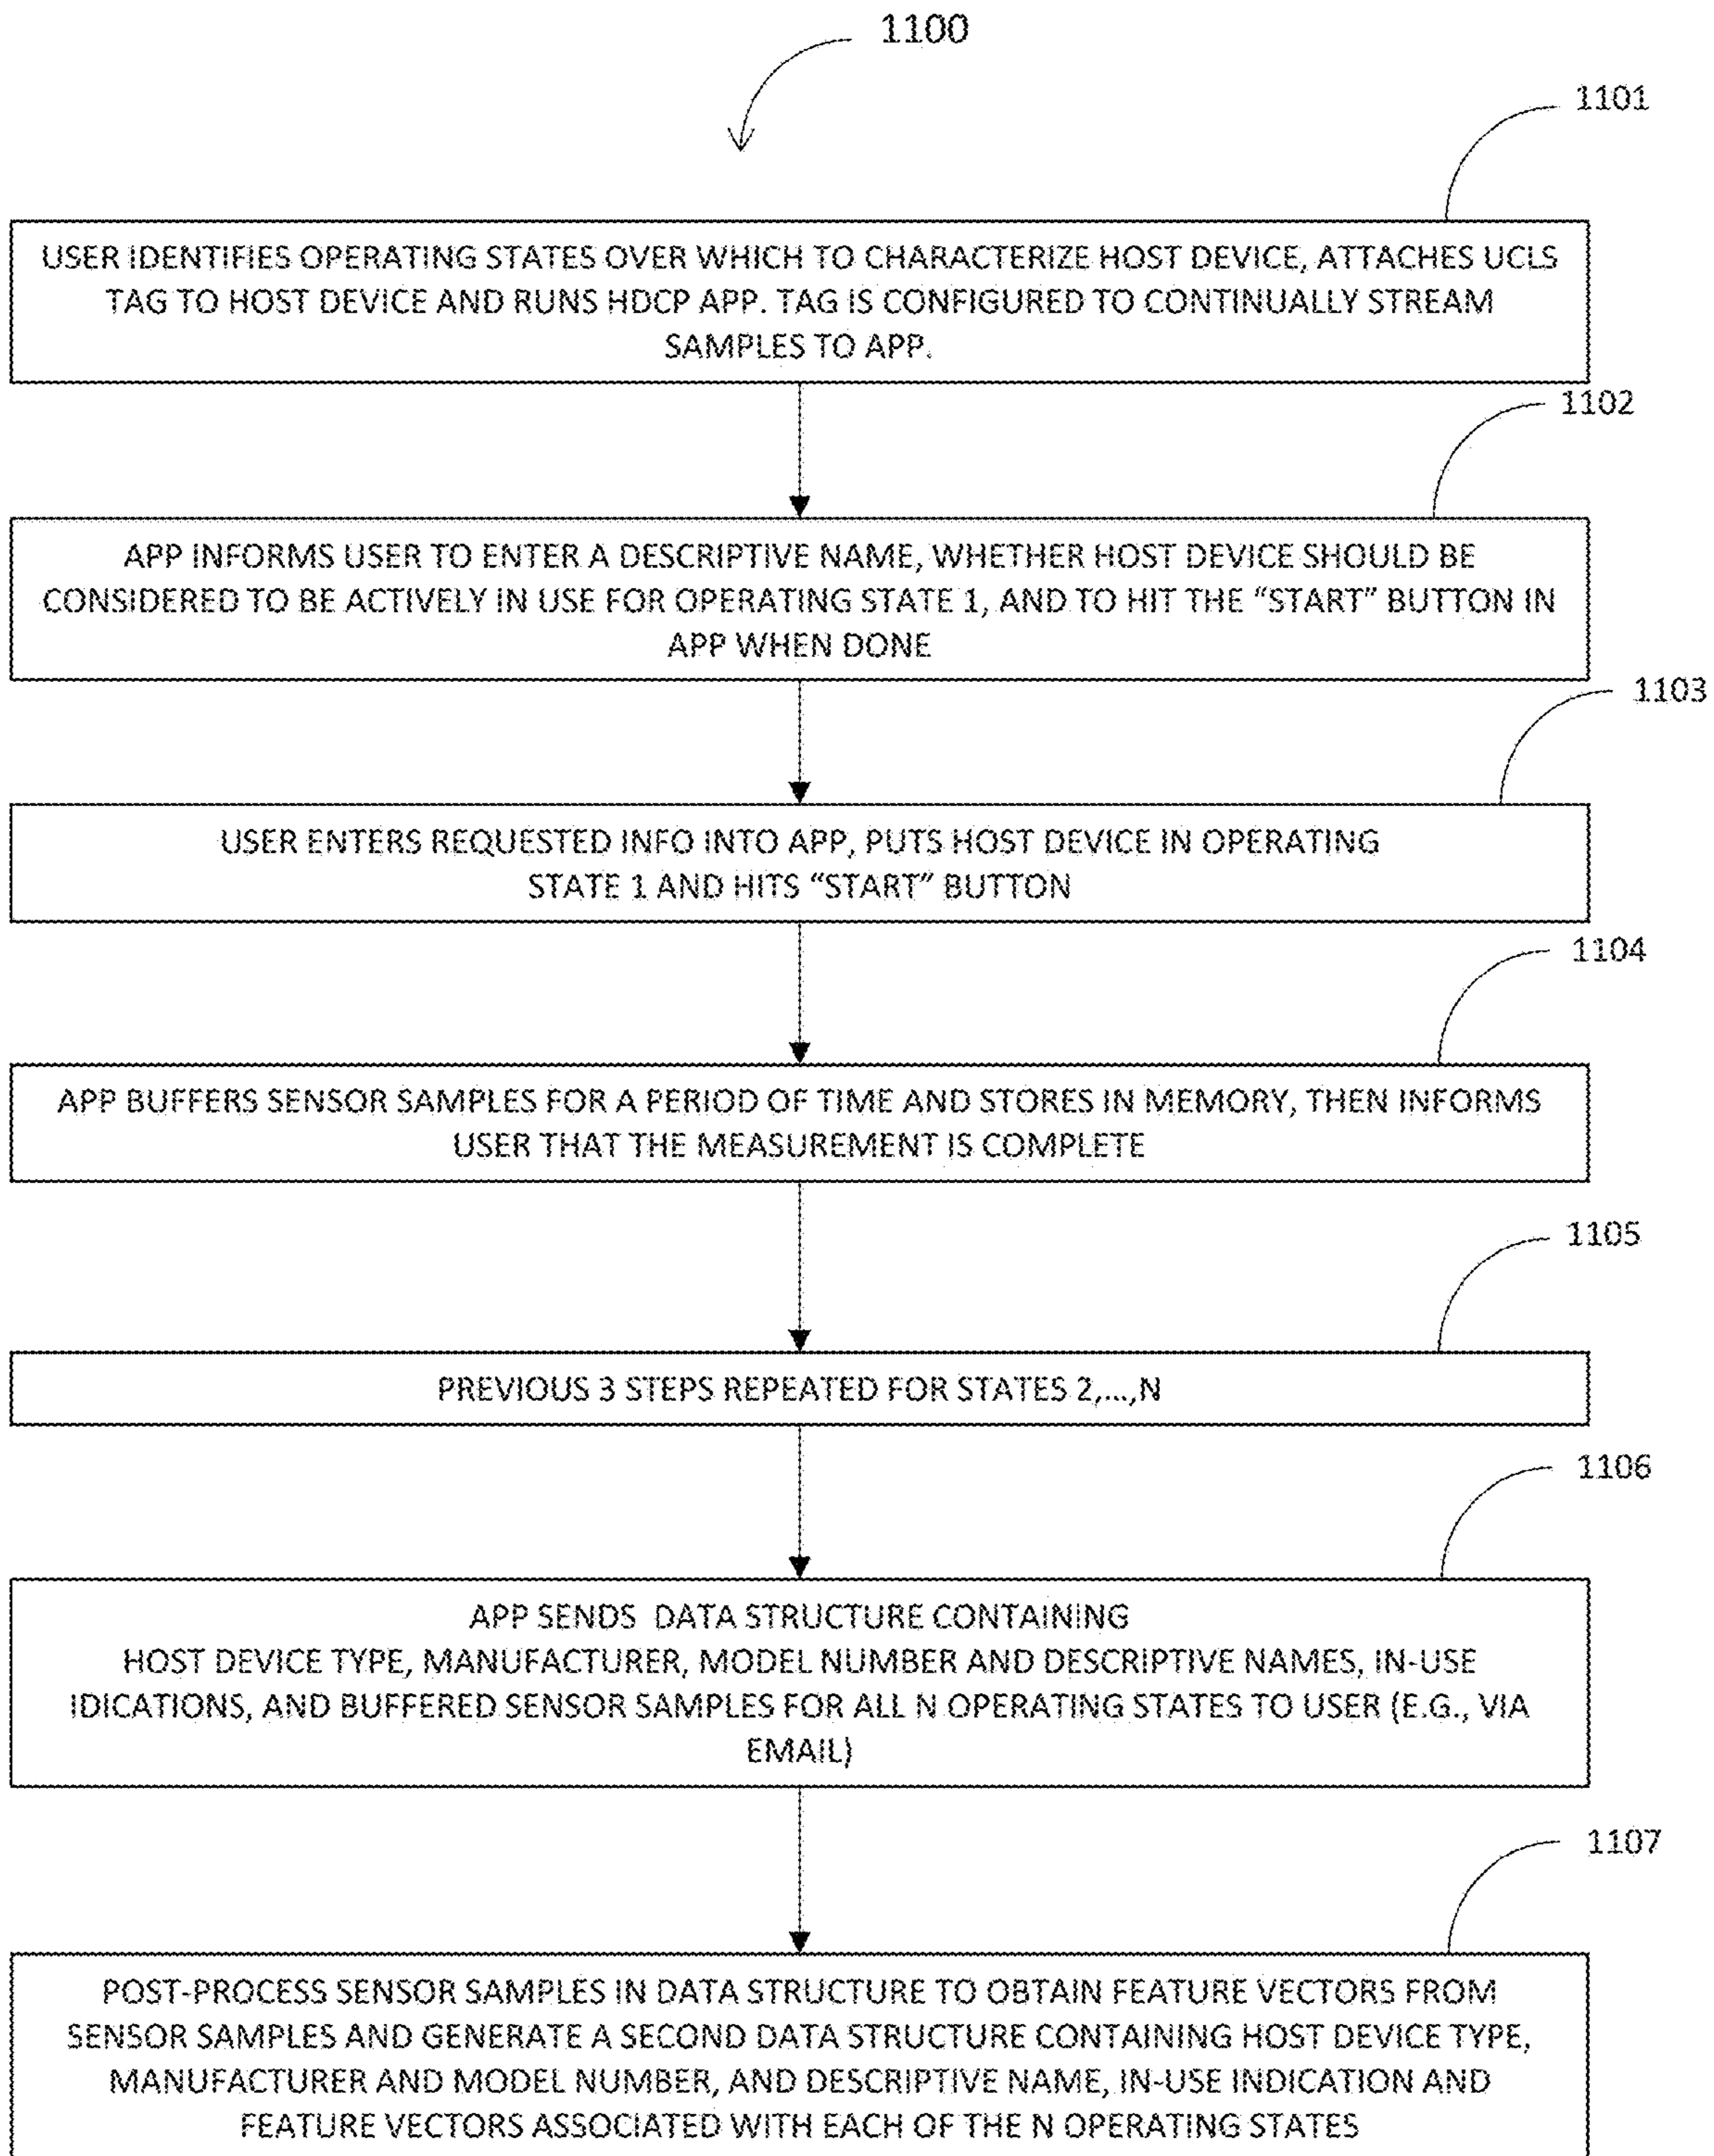 1100
1101
USER IDENTIFIES OPERATING STATES OVER WHICH TO CHARACTERIZE HOST DEVICE, ATTACHES UCLS
TAG TO HOST DEVICE AND RUNS HDCP APP. TAG IS CONFIGURED TO CONTINUALLY STREAM
SAMPLES TO APP.
1102
APP INFORMS USER TO ENTER A DESCRIPTIVE NAME, WHETHER HOST DEVICE SHOULD BE
CONSIDERED TO BE ACTIVELY IN USE FOR OPERATING STATE 1, AND TO HIT THE “START” BUTTON IN
APP WHEN DONE
1103
USER ENTERS REQUESTED INFO INTO APP, PUTS HOST DEVICE IN OPERATING
STATE 1 AND HITS “START” BUTTON
1104
APP BUFFERS SENSOR SAMPLES FOR A PERIOD OF TIME AND STORES IN MEMORY, THEN INFORMS
USER THAT THE MEASUREMENT IS COMPLETE
1105
PREVIOUS 3 STEPS REPEATED FOR STATES 2,...,N
1106
APP SENDS DATA STRUCTURE CONTAINING
HOST DEVICE TYPE, MANUFACTURER, MODEL NUMBER AND DESCRIPTIVE NAMES, IN-USE
IDICATIONS, AND BUFFERED SENSOR SAMPLES FOR ALL N OPERATING STATES TO USER (E.G., VIA
EMAIL)
1107
POST-PROCESS SENSOR SAMPLES IN DATA STRUCTURE TO OBTAIN FEATURE VECTORS FROM
SENSOR SAMPLES AND GENERATE A SECOND DATA STRUCTURE CONTAINING HOST DEVICE TYPE,
MANUFACTURER AND MODEL NUMBER, AND DESCRIPTIVE NAME, IN-USE INDICATION AND
FEATURE VECTORS ASSOCIATED WITH EACH OF THE N OPERATING STATES